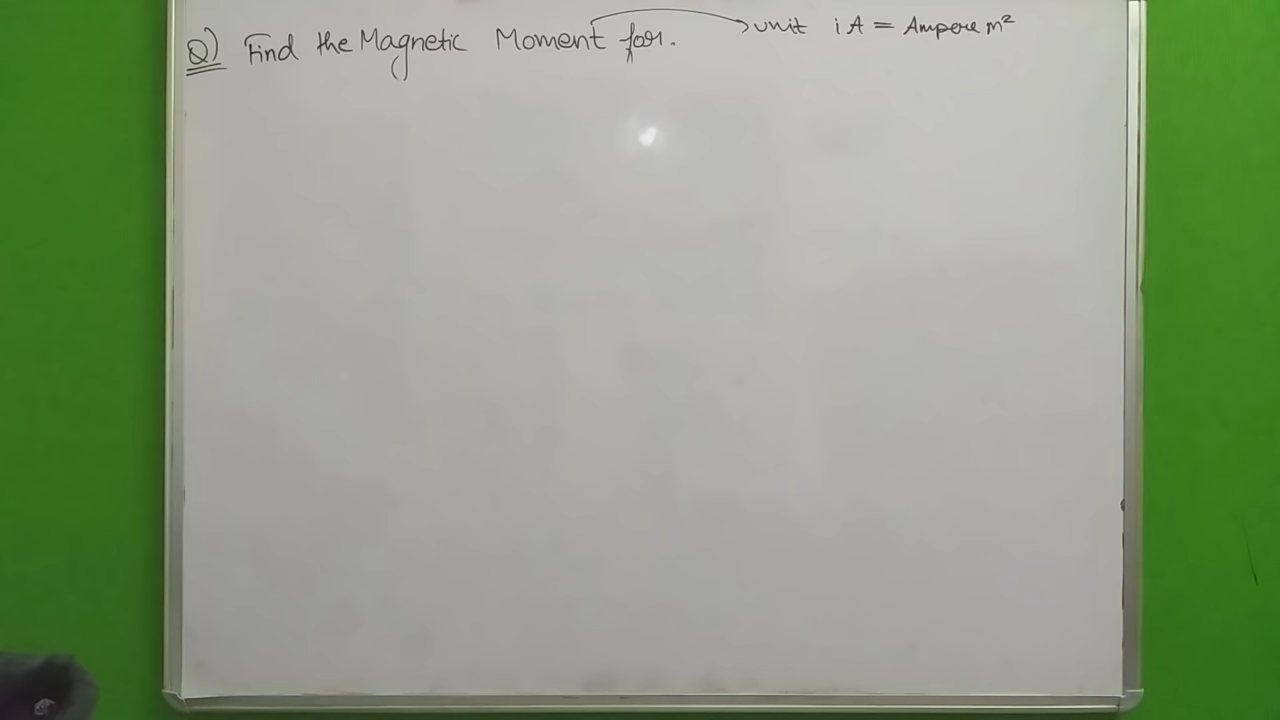 Q) Find the Magnetic Moment for. → unit iA = Ampere m²